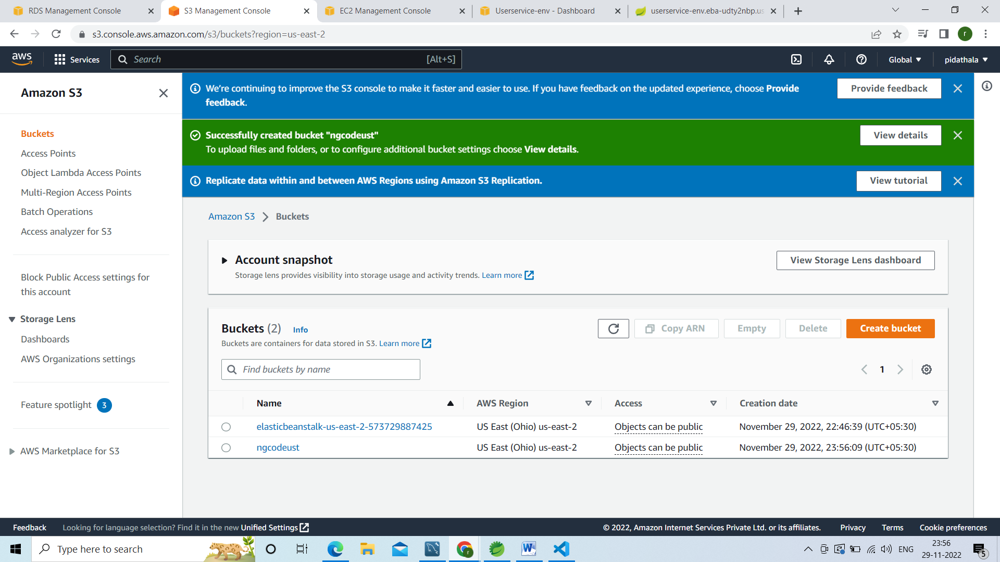 RDS Management Console
S3 Management Console
EC2 Management Console
Userservice-env - Dashboard
userservice-env.eba-udty2nbp.us
s3.console.aws.amazon.com/s3/buckets?region=us-east-2
r
aws
Services
Search
[Alt+S]
Global
pidathala
Amazon S3
Buckets
Access Points
Object Lambda Access Points
Multi-Region Access Points
Batch Operations
Access analyzer for S3
Block Public Access settings for
this account
Storage Lens
Dashboards
AWS Organizations settings
Feature spotlight 3
AWS Marketplace for S3
We're continuing to improve the S3 console to make it faster and easier to use. If you have feedback on the updated experience, choose Provide
feedback.
Provide feedback
Successfully created bucket "ngcodeust"
To upload files and folders, or to configure additional bucket settings choose View details.
View details
Replicate data within and between AWS Regions using Amazon S3 Replication.
View tutorial
Amazon S3
Buckets
Account snapshot
Storage lens provides visibility into storage usage and activity trends. Learn more
View Storage Lens dashboard
Buckets (2) Info
Buckets are containers for data stored in S3. Learn more
Copy ARN
Empty
Delete
Create bucket
Find buckets by name
1
Name AWS Region Access Creation date
elasticbeanstalk-us-east-2-573729887425 US East (Ohio) us-east-2 Objects can be public November 29, 2022, 22:46:39 (UTC+05:30)
ngcodeust US East (Ohio) us-east-2 Objects can be public November 29, 2022, 23:56:09 (UTC+05:30)
Feedback Looking for language selection? Find it in the new Unified Settings
© 2022, Amazon Internet Services Private Ltd. or its affiliates. Privacy Terms Cookie preferences
Type here to search
ENG
23:56
29-11-2022
5